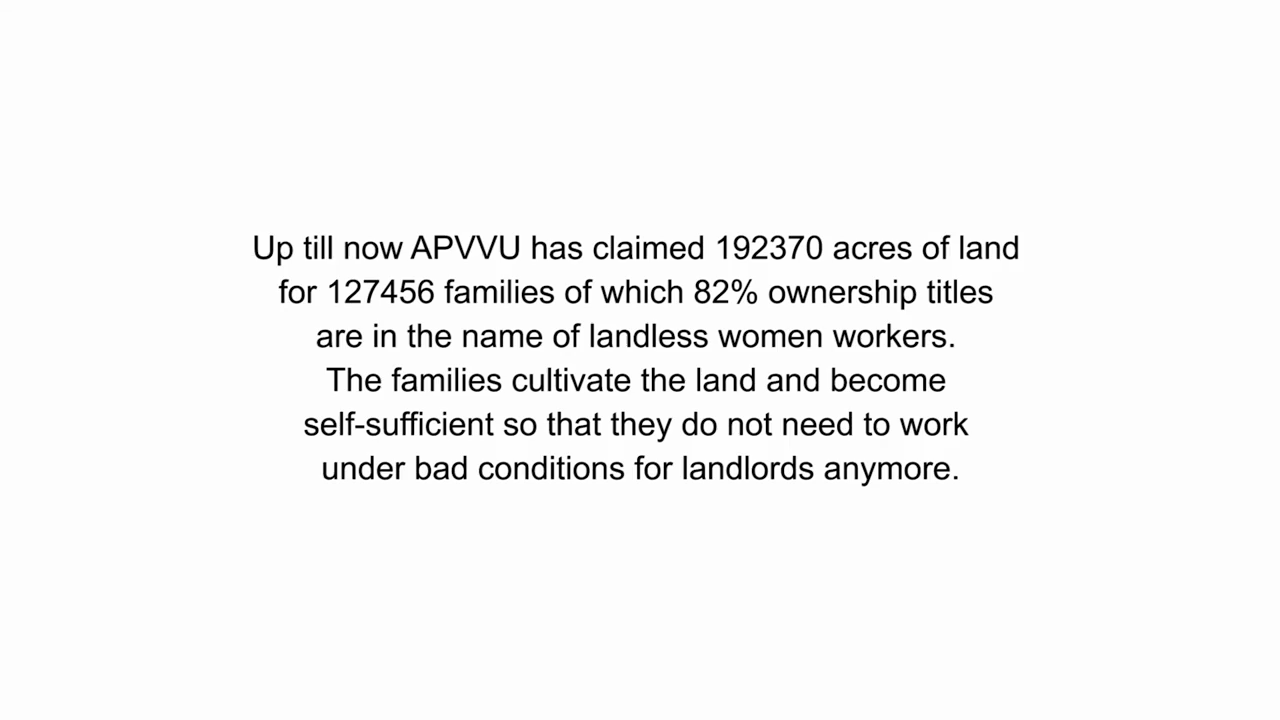 Up till now APVVU has claimed 192370 acres of land
for 127456 families of which 82% ownership titles
are in the name of landless women workers.
The families cultivate the land and become
self-sufficient so that they do not need to work
under bad conditions for landlords anymore.